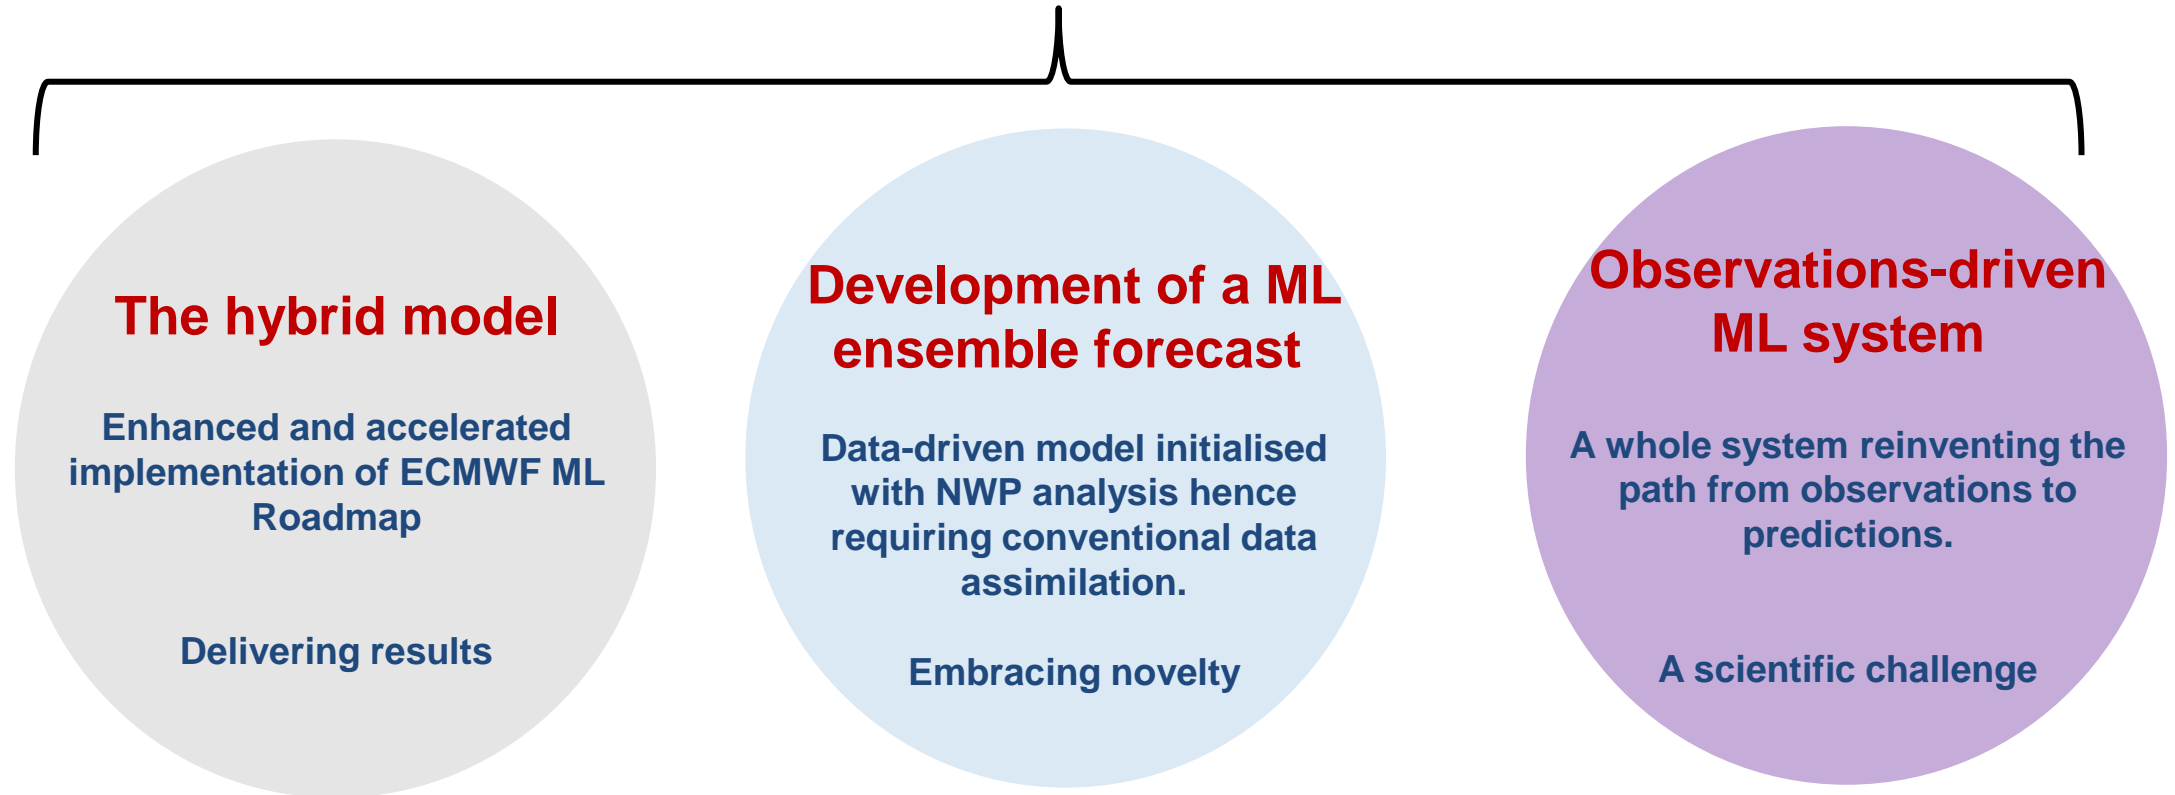 The hybrid model
Enhanced and accelerated
implementation of ECMWF ML
Roadmap
Delivering results
Development of a ML
ensemble forecast
Data-driven model initialised
with NWP analysis hence
requiring conventional data
assimilation.
Embracing novelty
Observations-driven
ML system
A whole system reinventing the
path from observations to
predictions.
A scientific challenge